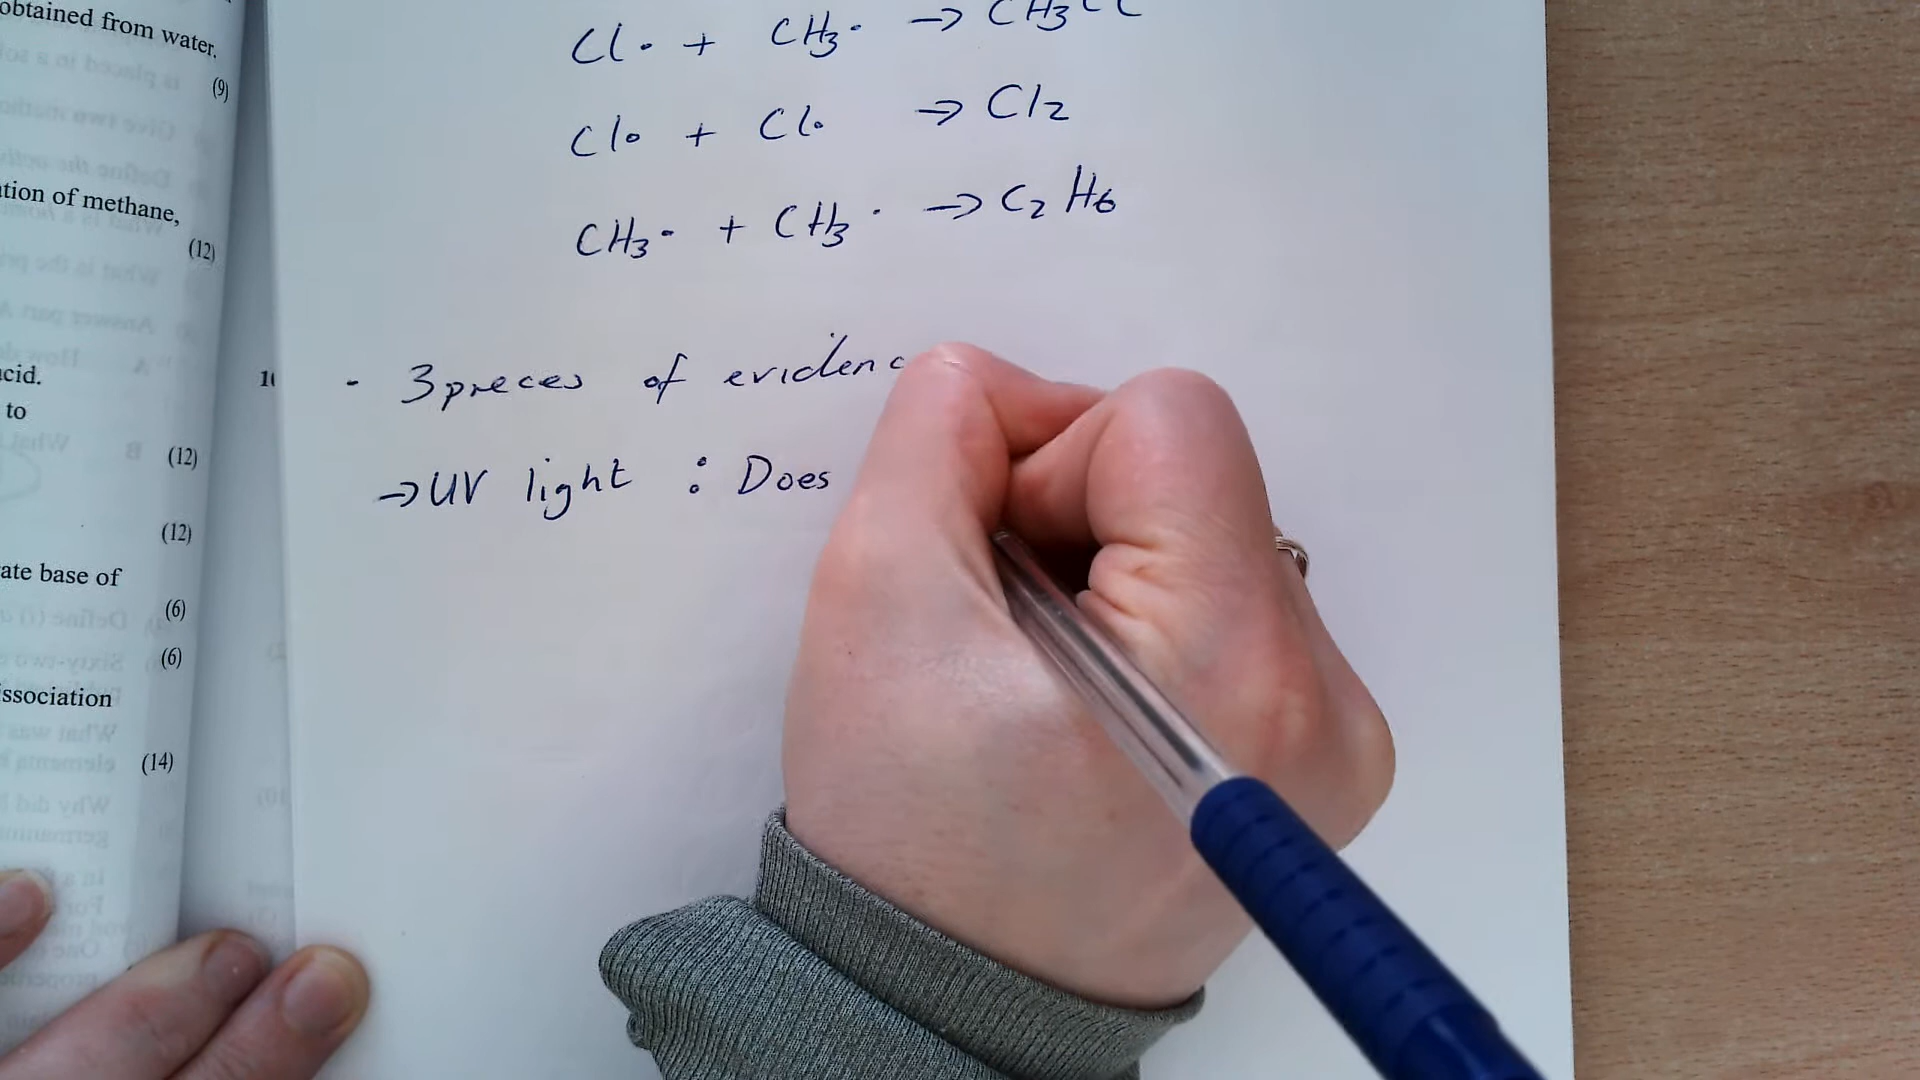 obtained from water.
(9)
tion of methane,
(12)
cid.
to
(12)
(12)
ate base of
(6)
(6)
ssociation
(14)
Cl· + CH3· → CH3Cl
Cl· + Cl· → Cl2
CH3· + CH3· → C2H6
- 3 pieces of evidenc
→ UV light : Does